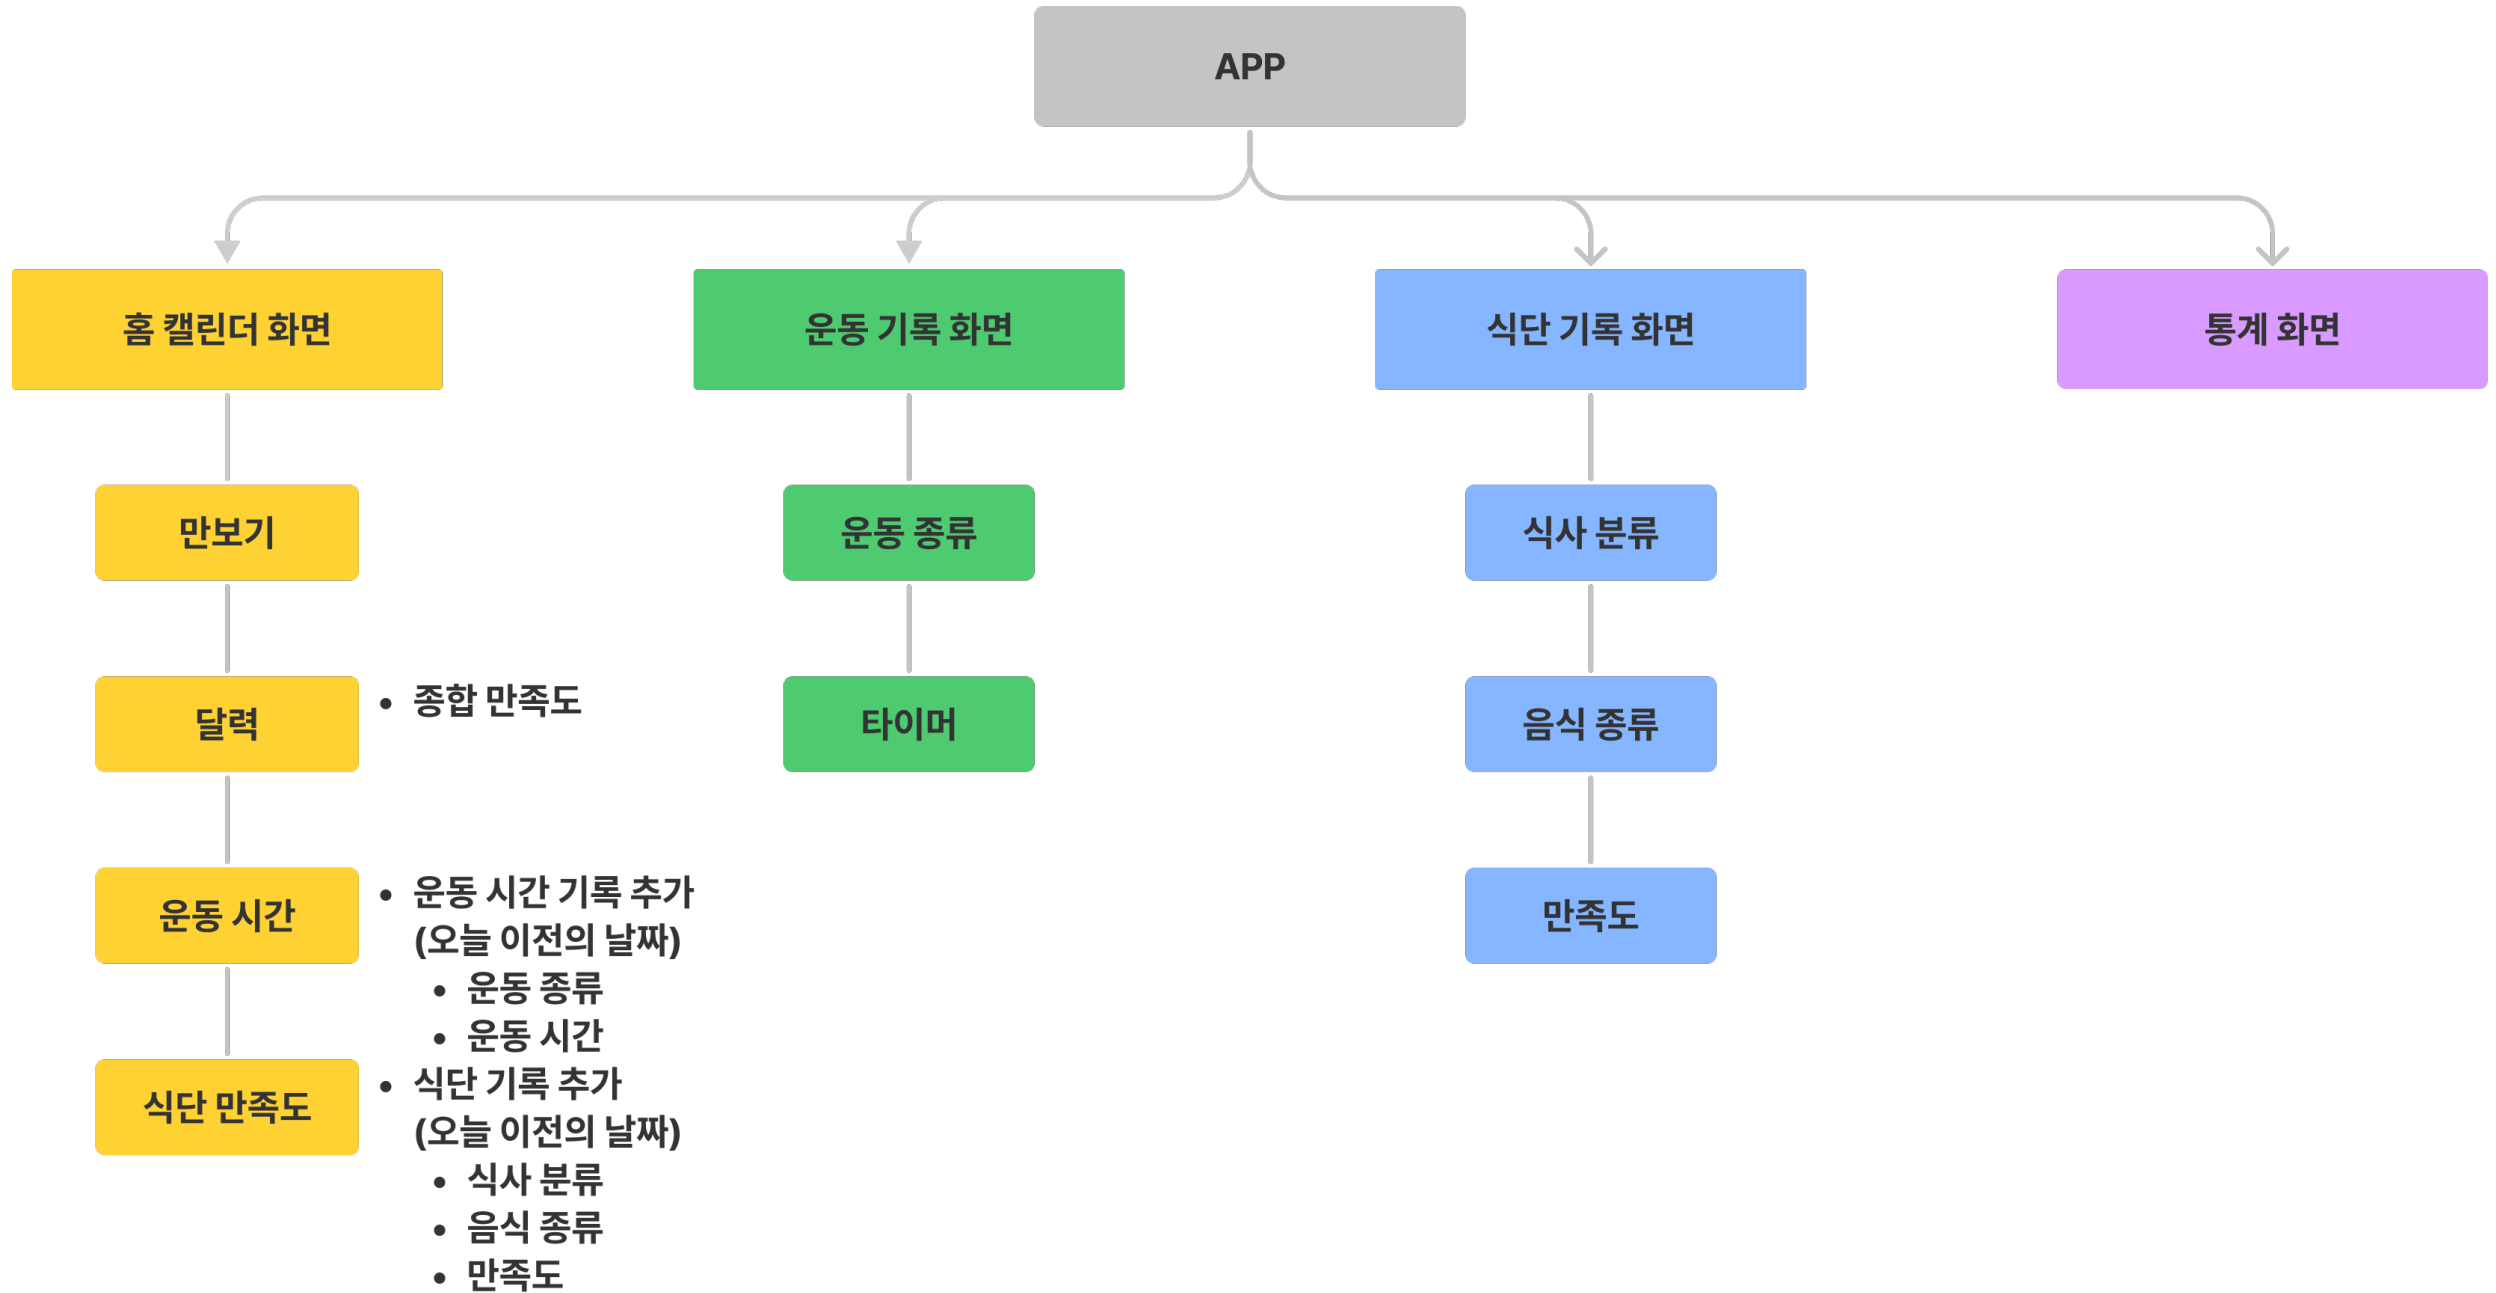 APP
홈 캘린더 화면
운동 기록 화면
식단 기록 화면
통계 화면
만보기
운동 종류
식사 분류
달력
• 종합 만족도
타이머
음식 종류
운동 시간
• 운동시간 기록 추가
(오늘 이전의 날짜)
• 운동 종류
• 운동 시간
만족도
식단 만족도
• 식단 기록 추가
(오늘 이전의 날짜)
• 식사 분류
• 음식 종류
• 만족도